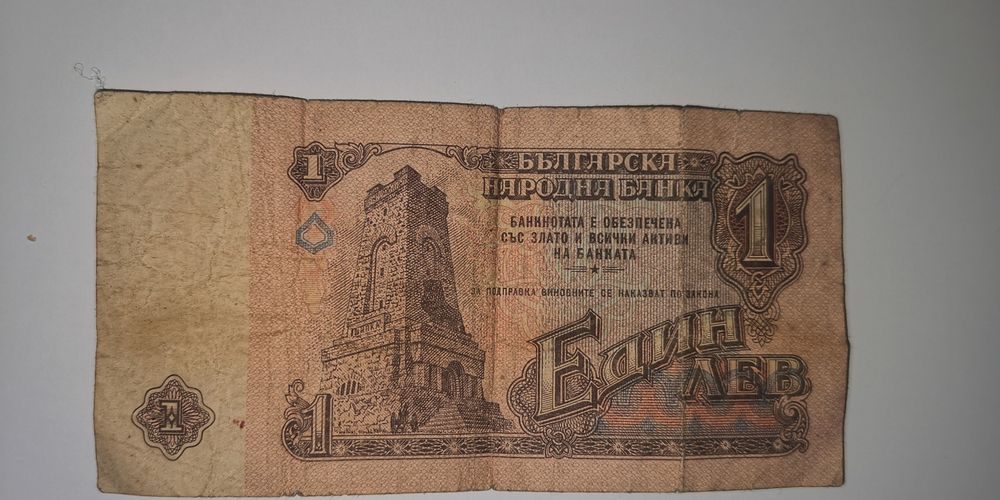 1
БЪЛГАРСКА
НАРОДНА БАНКА
1
БАНКНОТАТА Е ОБЕЗПЕЧЕНА
СЪС ЗЛАТО И ВСИЧКИ АКТИВИ
НА БАНКАТА
ЗА ПОДПРАВКА ВИНОВНИТЕ СЕ НАКАЗВАТ ПО ЗАКОНА
ЕДИН
ЛЕВ
1
1